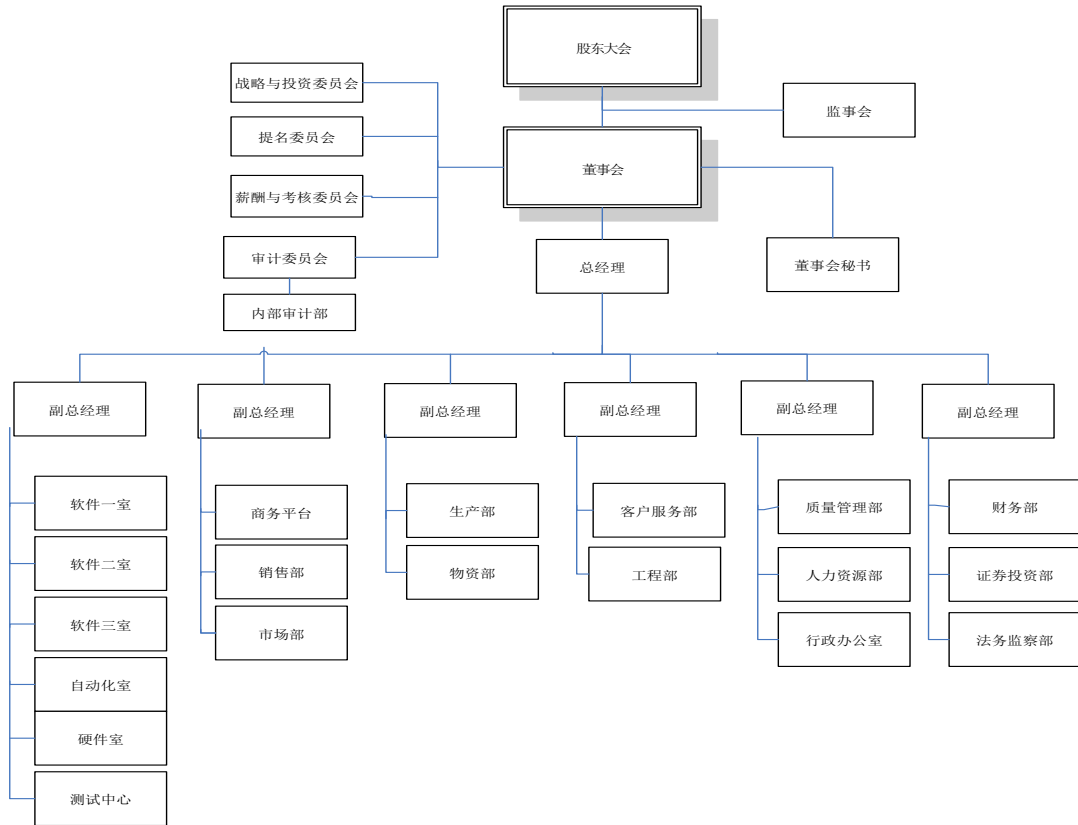 股东大会
战略与投资委员会
监事会
提名委员会
董事会
薪酬与考核委员会
审计委员会
总经理
董事会秘书
内部审计部
副总经理
副总经理
副总经理
副总经理
副总经理
副总经理
软件一室
软件二室
软件三室
自动化室
硬件室
测试中心
商务平台
销售部
市场部
生产部
物资部
客户服务部
工程部
质量管理部
人力资源部
行政办公室
财务部
证券投资部
法务监察部